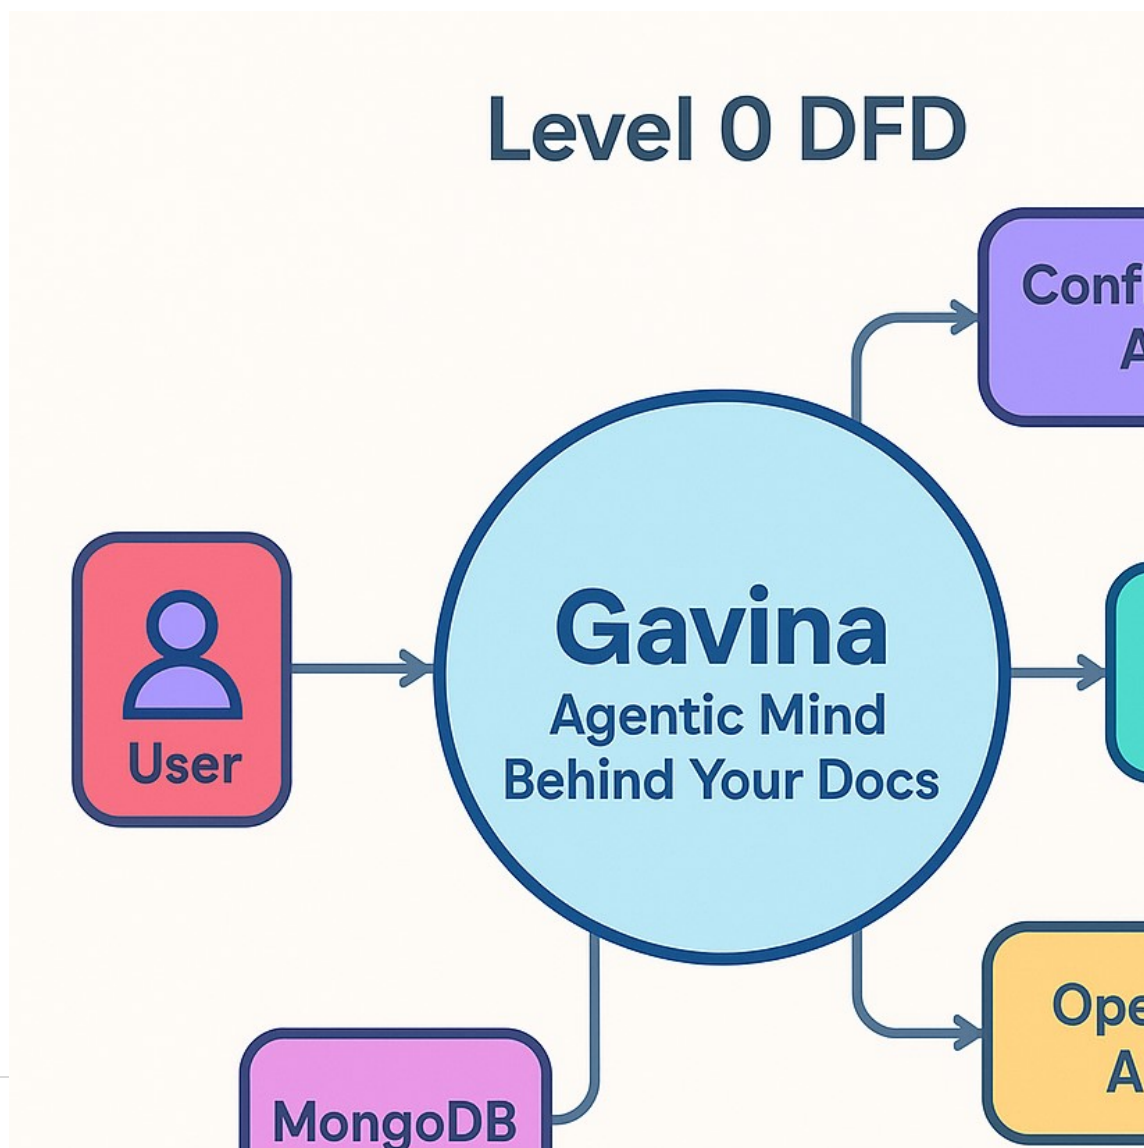 Level 0 DFD
Gavina
Agentic Mind
Behind Your Docs
User
MongoDB